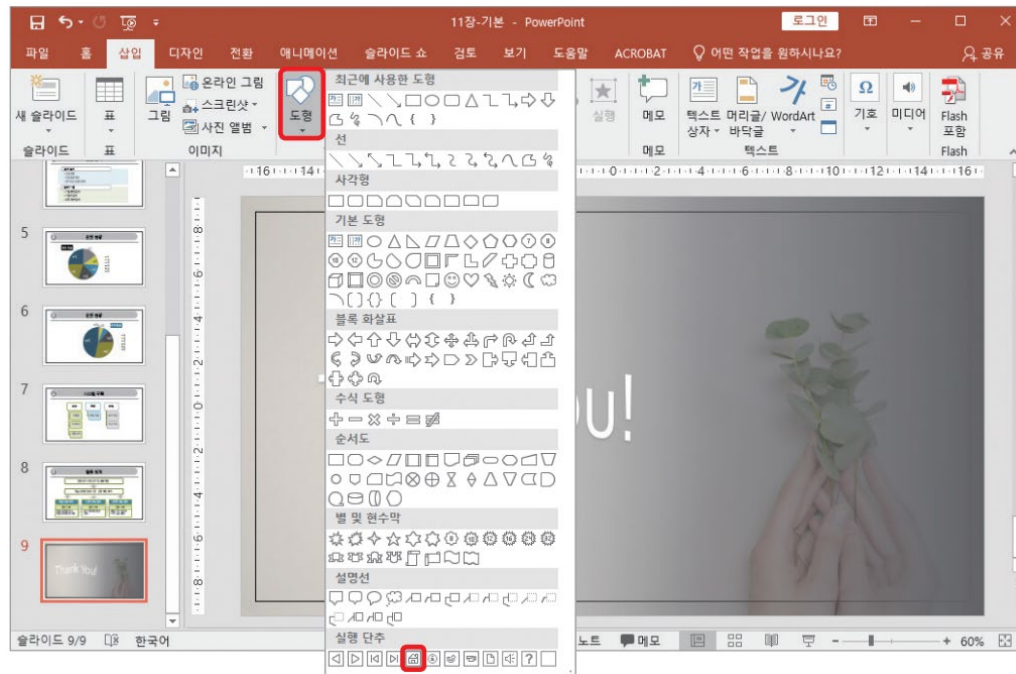 11장-기본 - PowerPoint
로그인
파일 홈 삽입 디자인 전환 애니메이션 슬라이드 쇼 검토 보기 도움말 ACROBAT 어떤 작업을 원하시나요? 공유
새 슬라이드
표
그림
온라인 그림
스크린샷
사진 앨범
도형
실행
메모
텍스트 상자
머리글/바닥글
WordArt
기호
미디어
Flash 포함
슬라이드 표 이미지 메모 텍스트 Flash
최근에 사용한 도형
선
사각형
기본 도형
블록 화살표
수식 도형
순서도
별 및 현수막
설명선
실행 단추
5
6
7
8
9
Thank You!
ou!
슬라이드 9/9 한국어 노트 메모 60%